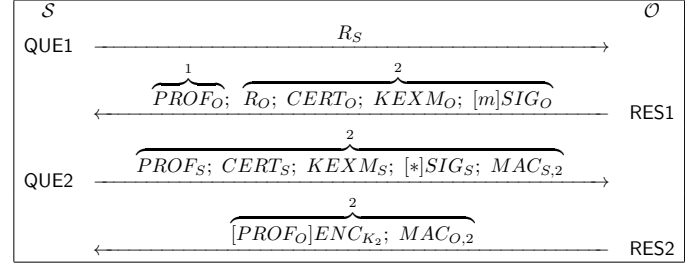 S O
QUE1 R_S
1 2
PROF_O; R_O; CERT_O; KEXM_O; [m]SIG_O RES1
2
QUE2 PROF_S; CERT_S; KEXM_S; [*]SIG_S; MAC_{S,2}
2
[PROF_O]ENC_{K_2}; MAC_{O,2} RES2